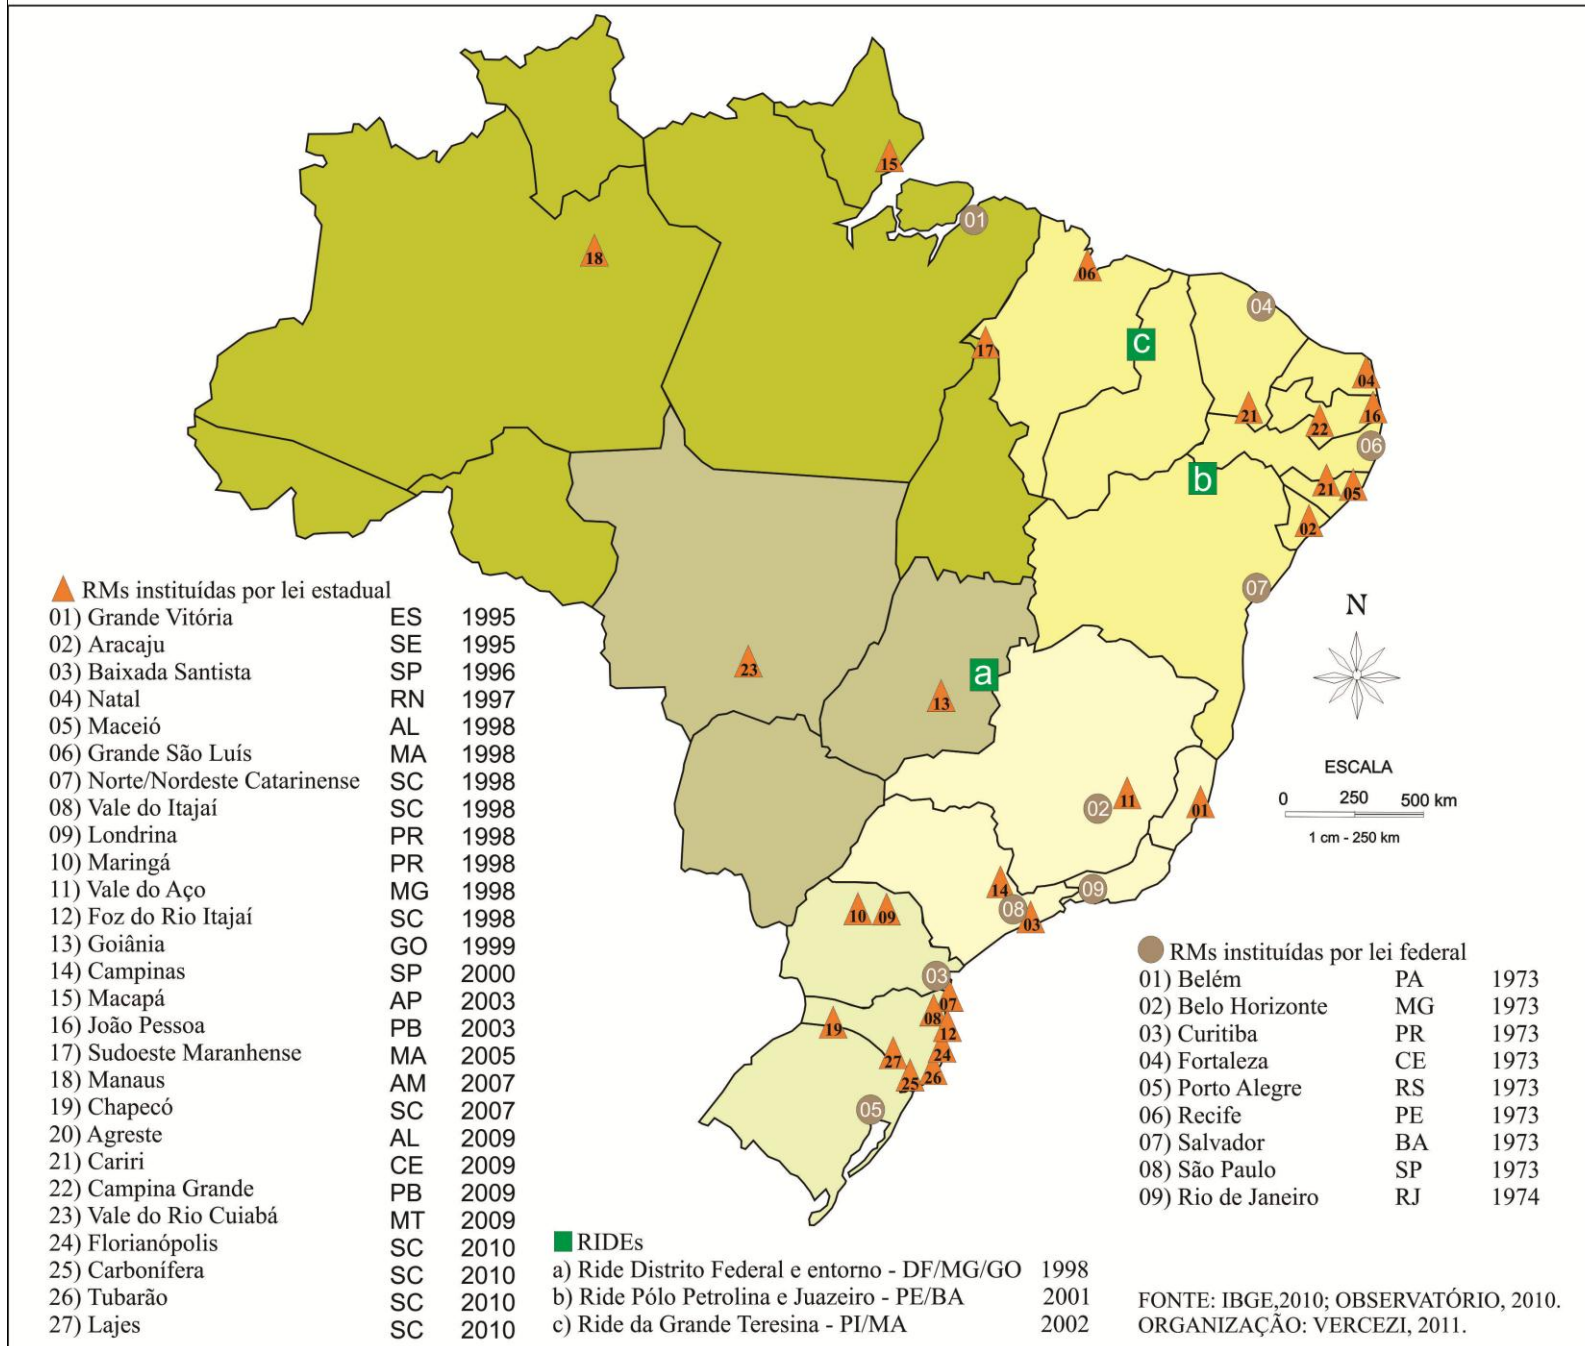 15
01
18
06
04
c
17
04
21
16
22
06
b
21
05
02
07
N
23
a
13
ESCALA
0 250 500 km
1 cm - 250 km
02
11
01
14
09
08
03
10
09
03
07
08
12
19
24
27
26
25
05
RMs instituídas por lei estadual
01) Grande Vitória ES 1995
02) Aracaju SE 1995
03) Baixada Santista SP 1996
04) Natal RN 1997
05) Maceió AL 1998
06) Grande São Luís MA 1998
07) Norte/Nordeste Catarinense SC 1998
08) Vale do Itajaí SC 1998
09) Londrina PR 1998
10) Maringá PR 1998
11) Vale do Aço MG 1998
12) Foz do Rio Itajaí SC 1998
13) Goiânia GO 1999
14) Campinas SP 2000
15) Macapá AP 2003
16) João Pessoa PB 2003
17) Sudoeste Maranhense MA 2005
18) Manaus AM 2007
19) Chapecó SC 2007
20) Agreste AL 2009
21) Cariri CE 2009
22) Campina Grande PB 2009
23) Vale do Rio Cuiabá MT 2009
24) Florianópolis SC 2010
25) Carbonífera SC 2010
26) Tubarão SC 2010
27) Lajes SC 2010
RIDEs
a) Ride Distrito Federal e entorno - DF/MG/GO 1998
b) Ride Pólo Petrolina e Juazeiro - PE/BA 2001
c) Ride da Grande Teresina - PI/MA 2002
RMs instituídas por lei federal
01) Belém PA 1973
02) Belo Horizonte MG 1973
03) Curitiba PR 1973
04) Fortaleza CE 1973
05) Porto Alegre RS 1973
06) Recife PE 1973
07) Salvador BA 1973
08) São Paulo SP 1973
09) Rio de Janeiro RJ 1974
FONTE: IBGE,2010; OBSERVATÓRIO, 2010.
ORGANIZAÇÃO: VERCEZI, 2011.